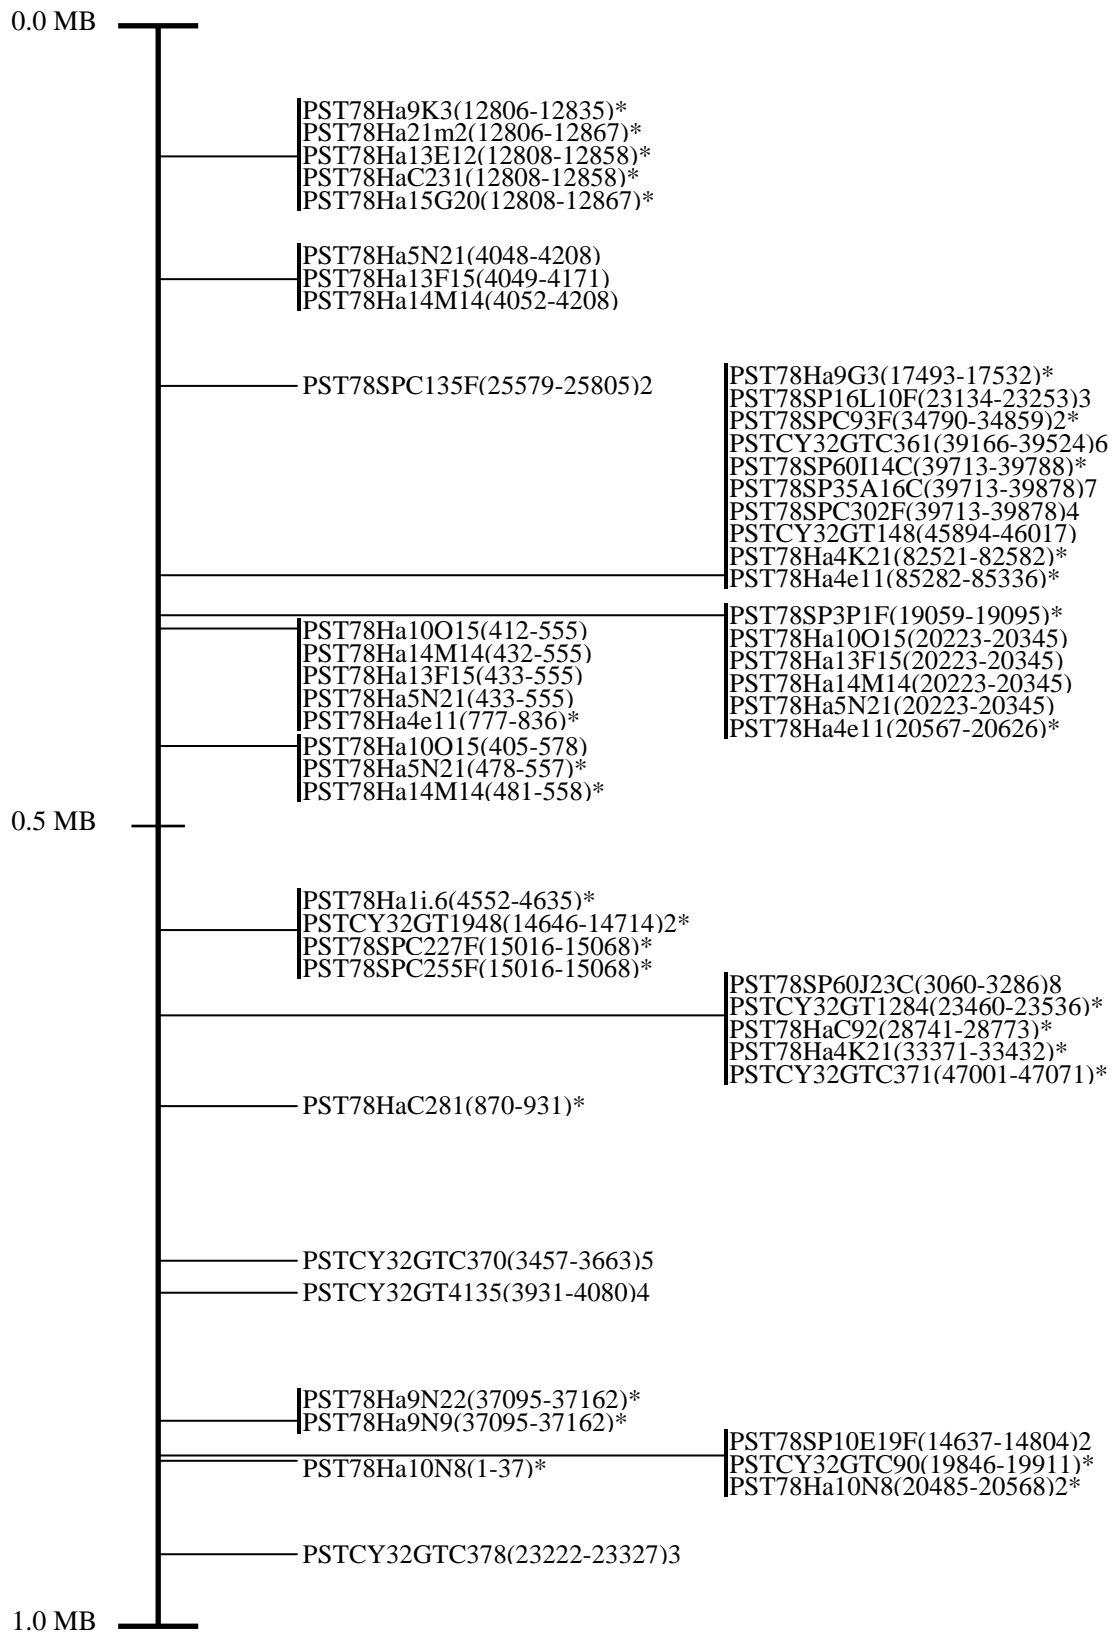 0.0 MB
PST78Ha9K3(12806-12835)*
PST78Ha21m2(12806-12867)*
PST78Ha13E12(12808-12858)*
PST78HaC231(12808-12858)*
PST78Ha15G20(12808-12867)*
PST78Ha5N21(4048-4208)
PST78Ha13F15(4049-4171)
PST78Ha14M14(4052-4208)
PST78SPC135F(25579-25805)2
PST78Ha9G3(17493-17532)*
PST78SP16L10F(23134-23253)3
PST78SPC93F(34790-34859)2*
PSTCY32GTC361(39166-39524)6
PST78SP60I14C(39713-39788)*
PST78SP35A16C(39713-39878)7
PST78SPC302F(39713-39878)4
PSTCY32GT148(45894-46017)
PST78Ha4K21(82521-82582)*
PST78Ha4e11(85282-85336)*
PST78SP3P1F(19059-19095)*
PST78Ha10O15(20223-20345)
PST78Ha13F15(20223-20345)
PST78Ha14M14(20223-20345)
PST78Ha5N21(20223-20345)
PST78Ha4e11(20567-20626)*
PST78Ha10O15(412-555)
PST78Ha14M14(432-555)
PST78Ha13F15(433-555)
PST78Ha5N21(433-555)
PST78Ha4e11(777-836)*
PST78Ha10O15(405-578)
PST78Ha5N21(478-557)*
PST78Ha14M14(481-558)*
0.5 MB
PST78Ha1i.6(4552-4635)*
PSTCY32GT1948(14646-14714)2*
PST78SPC227F(15016-15068)*
PST78SPC255F(15016-15068)*
PST78SP60J23C(3060-3286)8
PSTCY32GT1284(23460-23536)*
PST78HaC92(28741-28773)*
PST78Ha4K21(33371-33432)*
PSTCY32GTC371(47001-47071)*
PST78HaC281(870-931)*
PSTCY32GTC370(3457-3663)5
PSTCY32GT4135(3931-4080)4
PST78Ha9N22(37095-37162)*
PST78Ha9N9(37095-37162)*
PST78SP10E19F(14637-14804)2
PSTCY32GTC90(19846-19911)*
PST78Ha10N8(20485-20568)2*
PST78Ha10N8(1-37)*
PSTCY32GTC378(23222-23327)3
1.0 MB